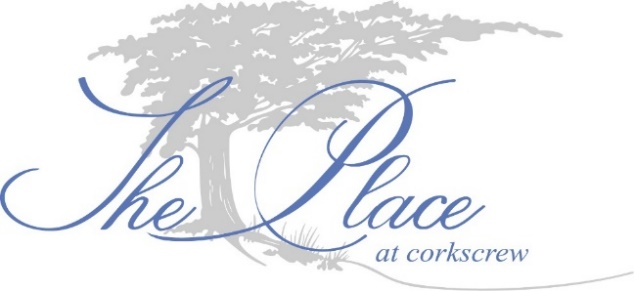 The Place
at corkscrew